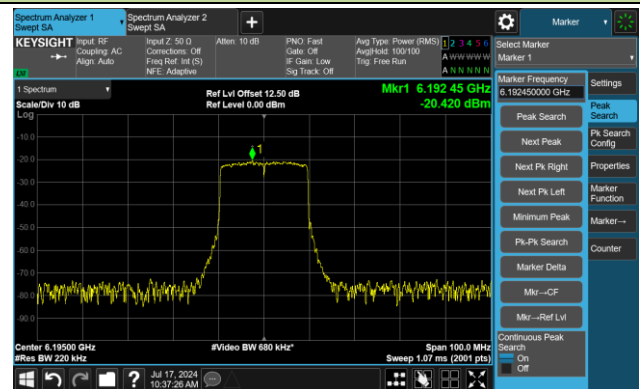 Spectrum Analyzer 1
Swept SA
Spectrum Analyzer 2
Swept SA
+
Marker
KEYSIGHT
Input: RF
Coupling: AC
Align: Auto
Input Z: 50 Ω
Corrections: Off
Freq Ref: Int (S)
NFE: Adaptive
Atten: 10 dB
PNO: Fast
Gate: Off
IF Gain: Low
Sig Track: Off
Avg Type: Power (RMS)
Avg|Hold: 100/100
Trig: Free Run
1 2 3 4 5 6
A W W W W W
A N N N N N
LXI
Select Marker
Marker 1
1 Spectrum
Scale/Div 10 dB
Log
Ref Lvl Offset 12.50 dB
Ref Level 0.00 dBm
Mkr1 6.192 45 GHz
-20.420 dBm
1
-10.0
-20.0
-30.0
-40.0
-50.0
-60.0
-70.0
-80.0
-90.0
Center 6.19500 GHz
#Res BW 220 kHz
#Video BW 680 kHz*
Span 100.0 MHz
Sweep 1.07 ms (2001 pts)
Marker Frequency
6.192450000 GHz
Peak Search
Next Peak
Next Pk Right
Next Pk Left
Minimum Peak
Pk-Pk Search
Marker Delta
Mkr→CF
Mkr→Ref Lvl
Continuous Peak
Search
On
Off
Settings
Peak
Search
Pk Search
Config
Properties
Marker
Function
Marker→
Counter
?
Jul 17, 2024
10:37:26 AM